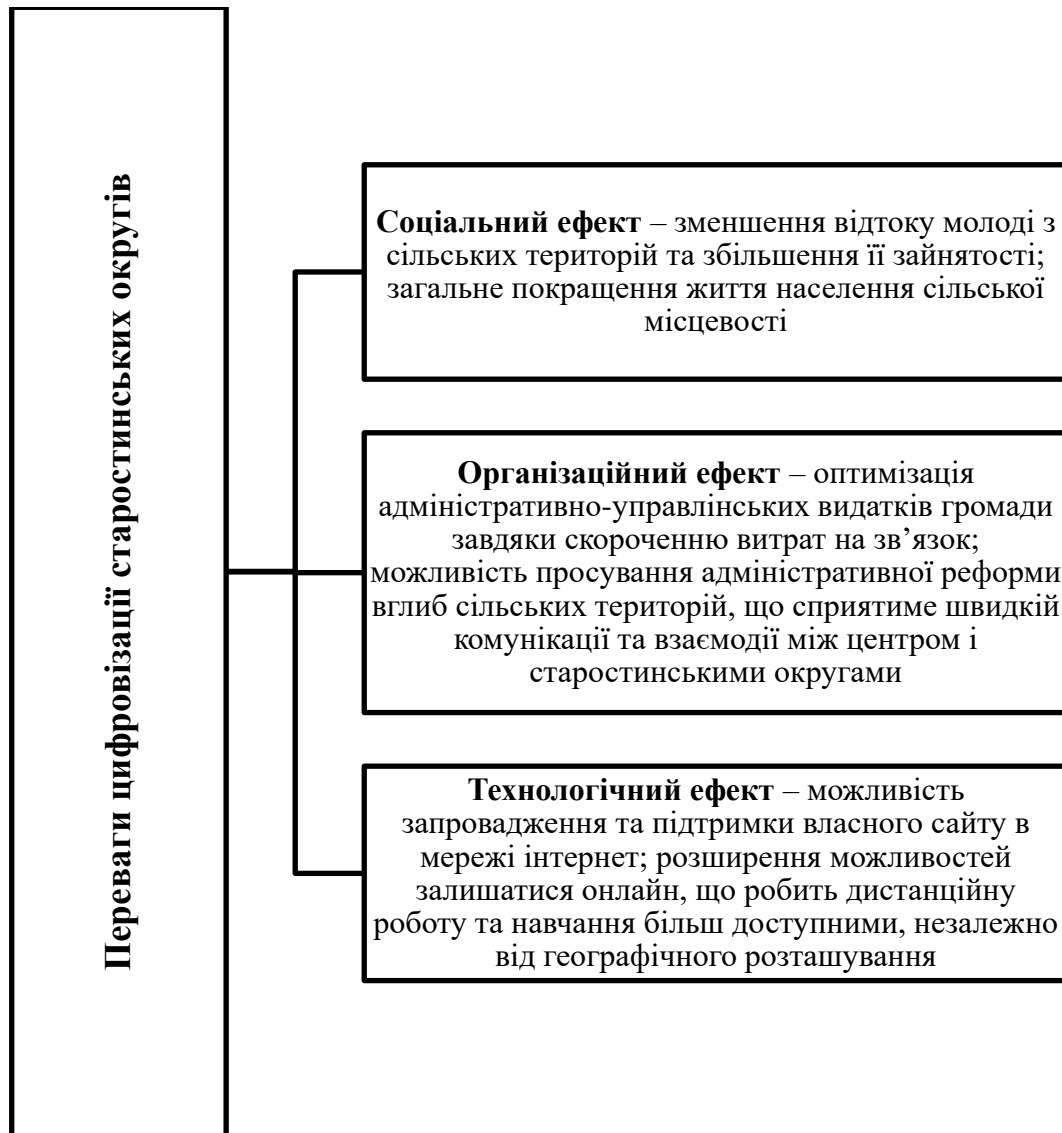 Переваги цифровізації старостинських округів
Соціальний ефект – зменшення відтоку молоді з
сільських територій та збільшення її зайнятості;
загальне покращення життя населення сільської
місцевості
Організаційний ефект – оптимізація
адміністративно-управлінських видатків громади
завдяки скороченню витрат на зв’язок;
можливість просування адміністративної реформи
вглиб сільських територій, що сприятиме швидкій
комунікації та взаємодії між центром і
старостинськими округами
Технологічний ефект – можливість
запровадження та підтримки власного сайту в
мережі інтернет; розширення можливостей
залишатися онлайн, що робить дистанційну
роботу та навчання більш доступними, незалежно
від географічного розташування